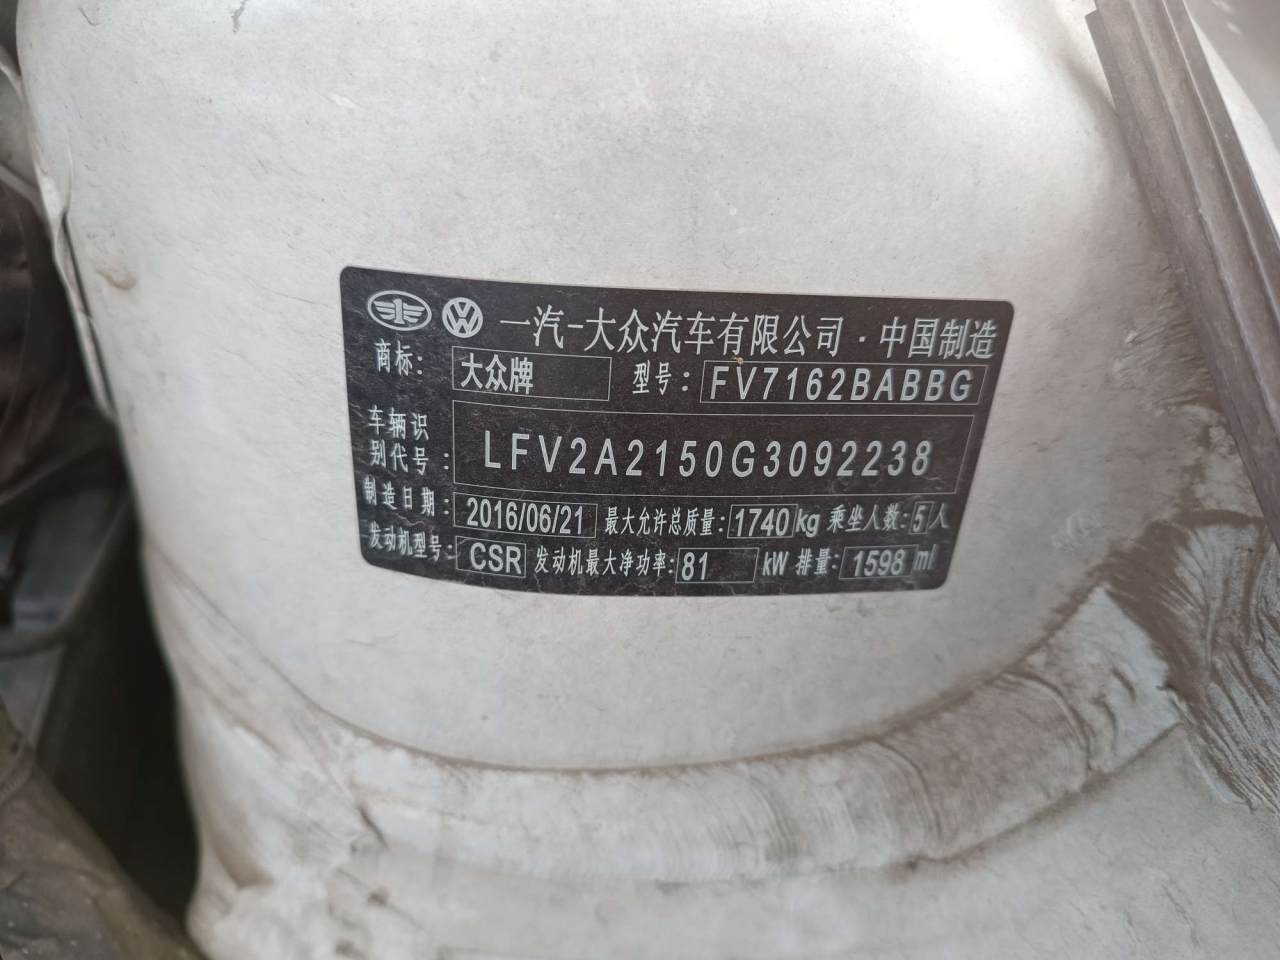 一汽-大众汽车有限公司·中国制造
商标: 大众牌 型号: FV7162BABBG
车辆识别代号: LFV2A2150G3092238
制造日期: 2016/06/21 最大允许总质量: 1740kg 乘坐人数: 5人
发动机型号: CSR 发动机最大净功率: 81 kW 排量: 1598 ml